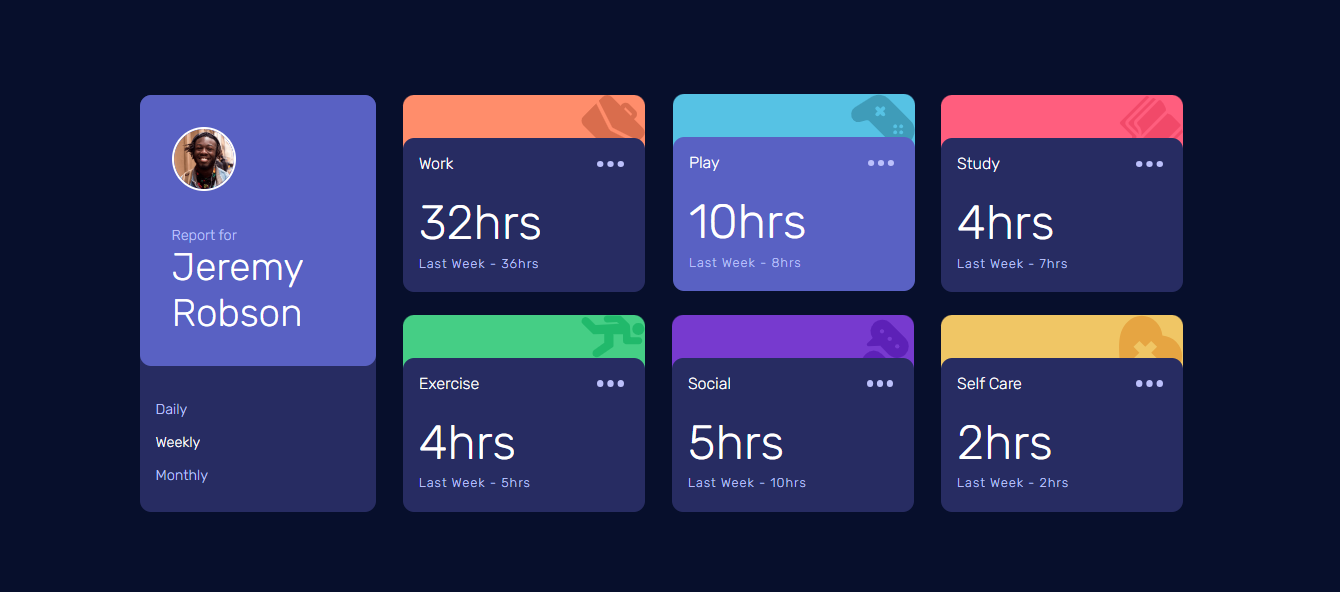 Report for
Jeremy
Robson
Daily
Weekly
Monthly
Work
32hrs
Last Week - 36hrs
Play
10hrs
Last Week - 8hrs
Study
4hrs
Last Week - 7hrs
Exercise
4hrs
Last Week - 5hrs
Social
5hrs
Last Week - 10hrs
Self Care
2hrs
Last Week - 2hrs